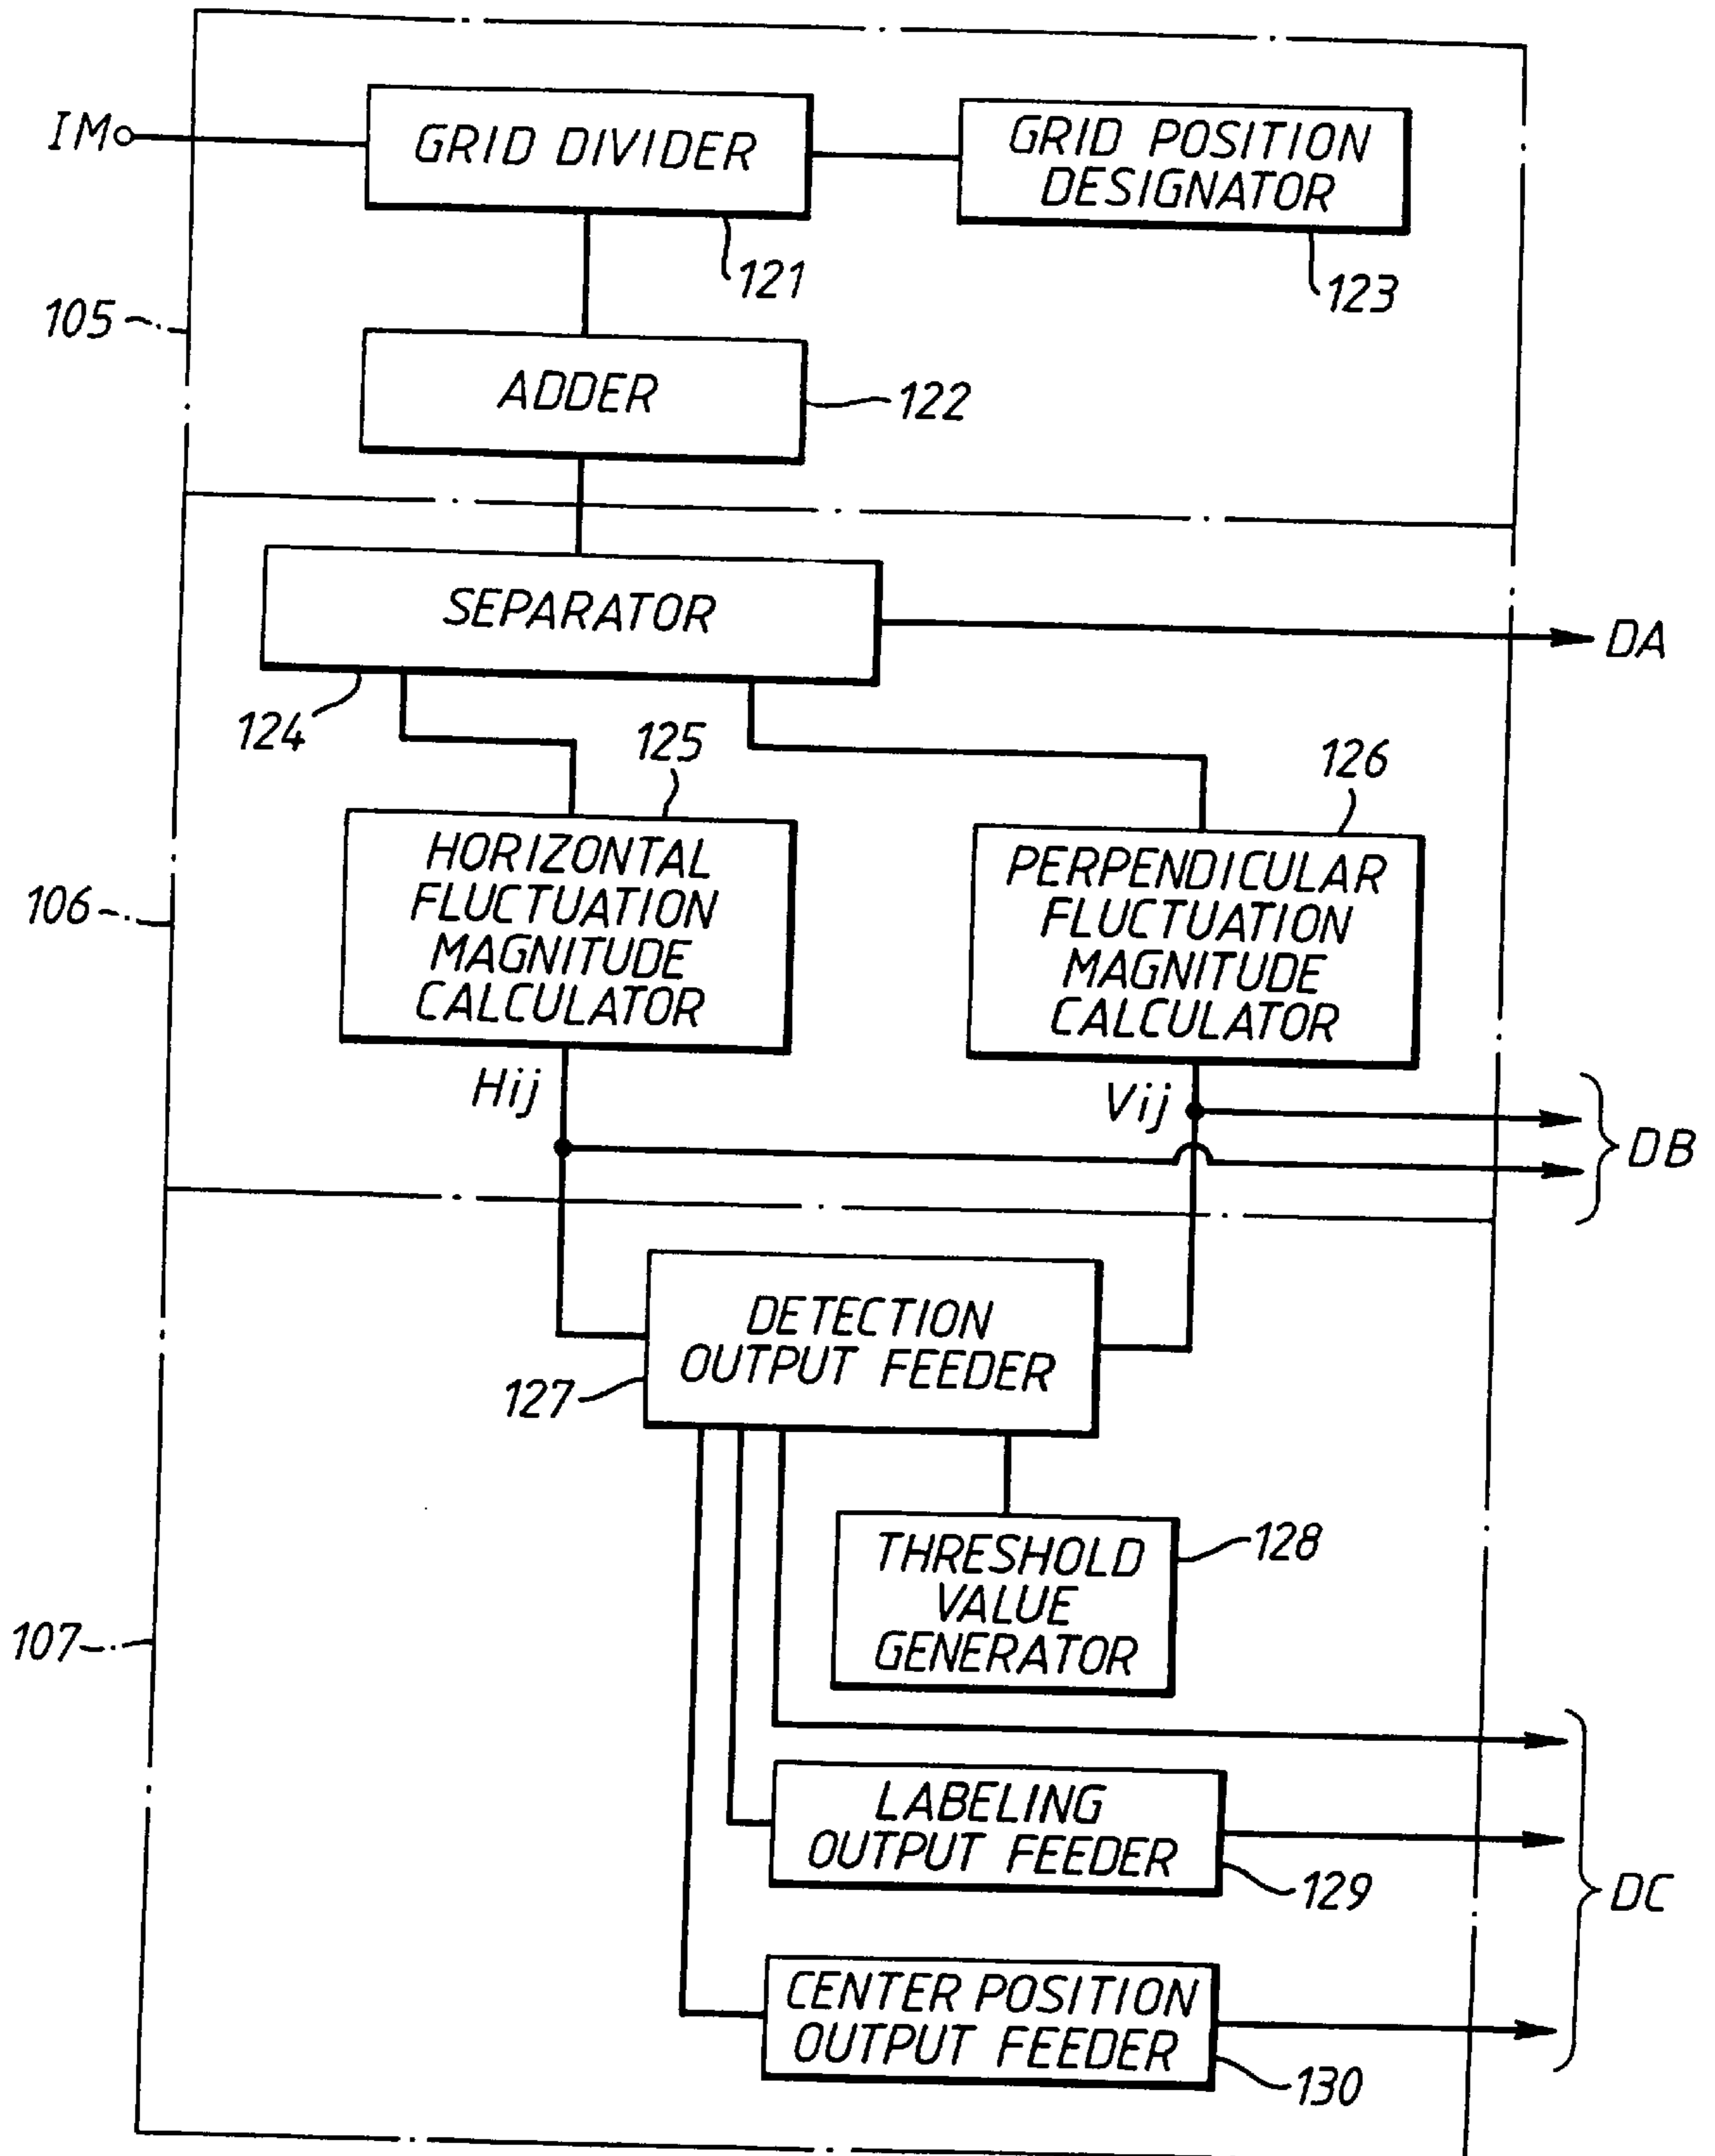 IM
GRID DIVIDER
GRID POSITION
DESIGNATOR
121
123
105
ADDER
122
SEPARATOR
DA
124
125
126
HORIZONTAL
FLUCTUATION
MAGNITUDE
CALCULATOR
PERPENDICULAR
FLUCTUATION
MAGNITUDE
CALCULATOR
106
Hij
Vij
DB
DETECTION
OUTPUT FEEDER
127
THRESHOLD
VALUE
GENERATOR
128
107
LABELING
OUTPUT FEEDER
129
DC
CENTER POSITION
OUTPUT FEEDER
130